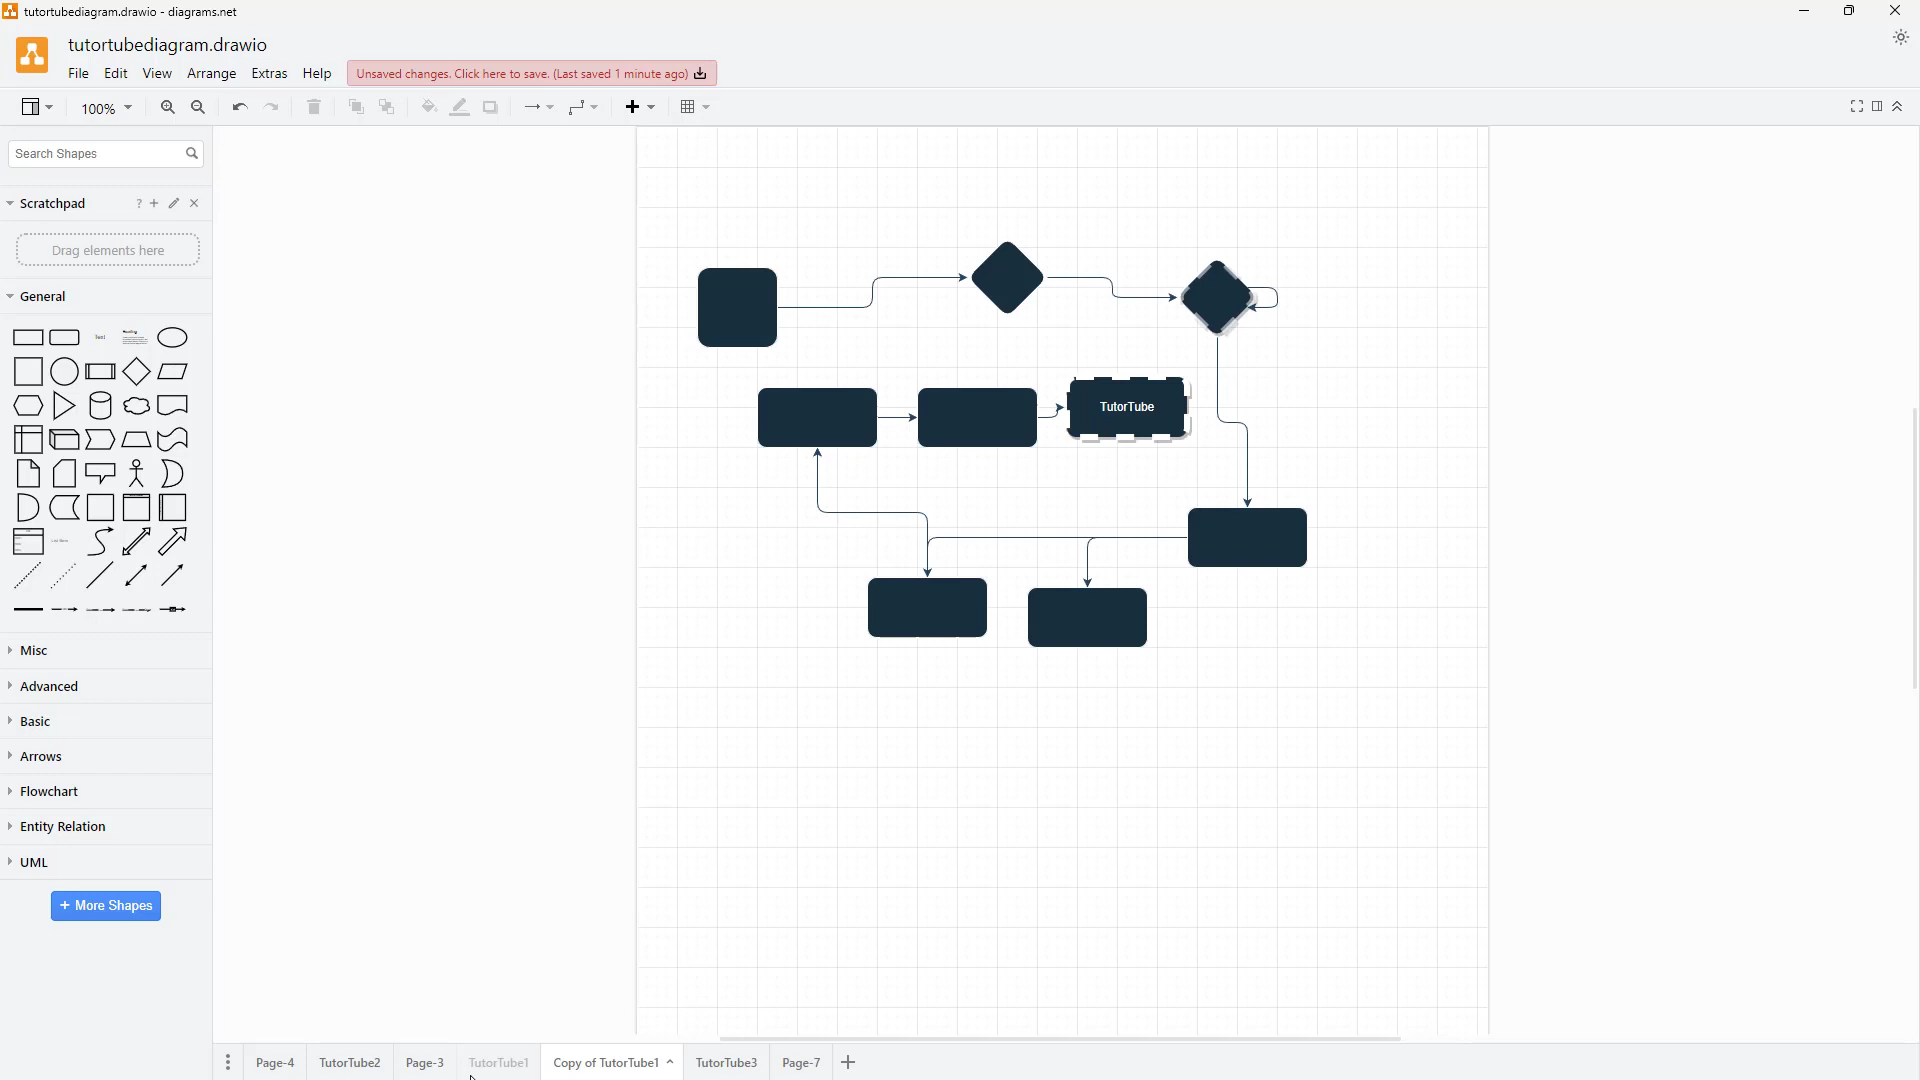 tutortubediagram.drawio - diagrams.net
tutortubediagram.drawio
File Edit View Arrange Extras Help Unsaved changes. Click here to save. (Last saved 1 minute ago)
100%
Search Shapes
Scratchpad ? +
Drag elements here
General
Text
Heading
TutorTube
Misc
Advanced
Basic
Arrows
Flowchart
Entity Relation
UML
+ More Shapes
Page-4 TutorTube2 Page-3 TutorTube1 Copy of TutorTube1 TutorTube3 Page-7